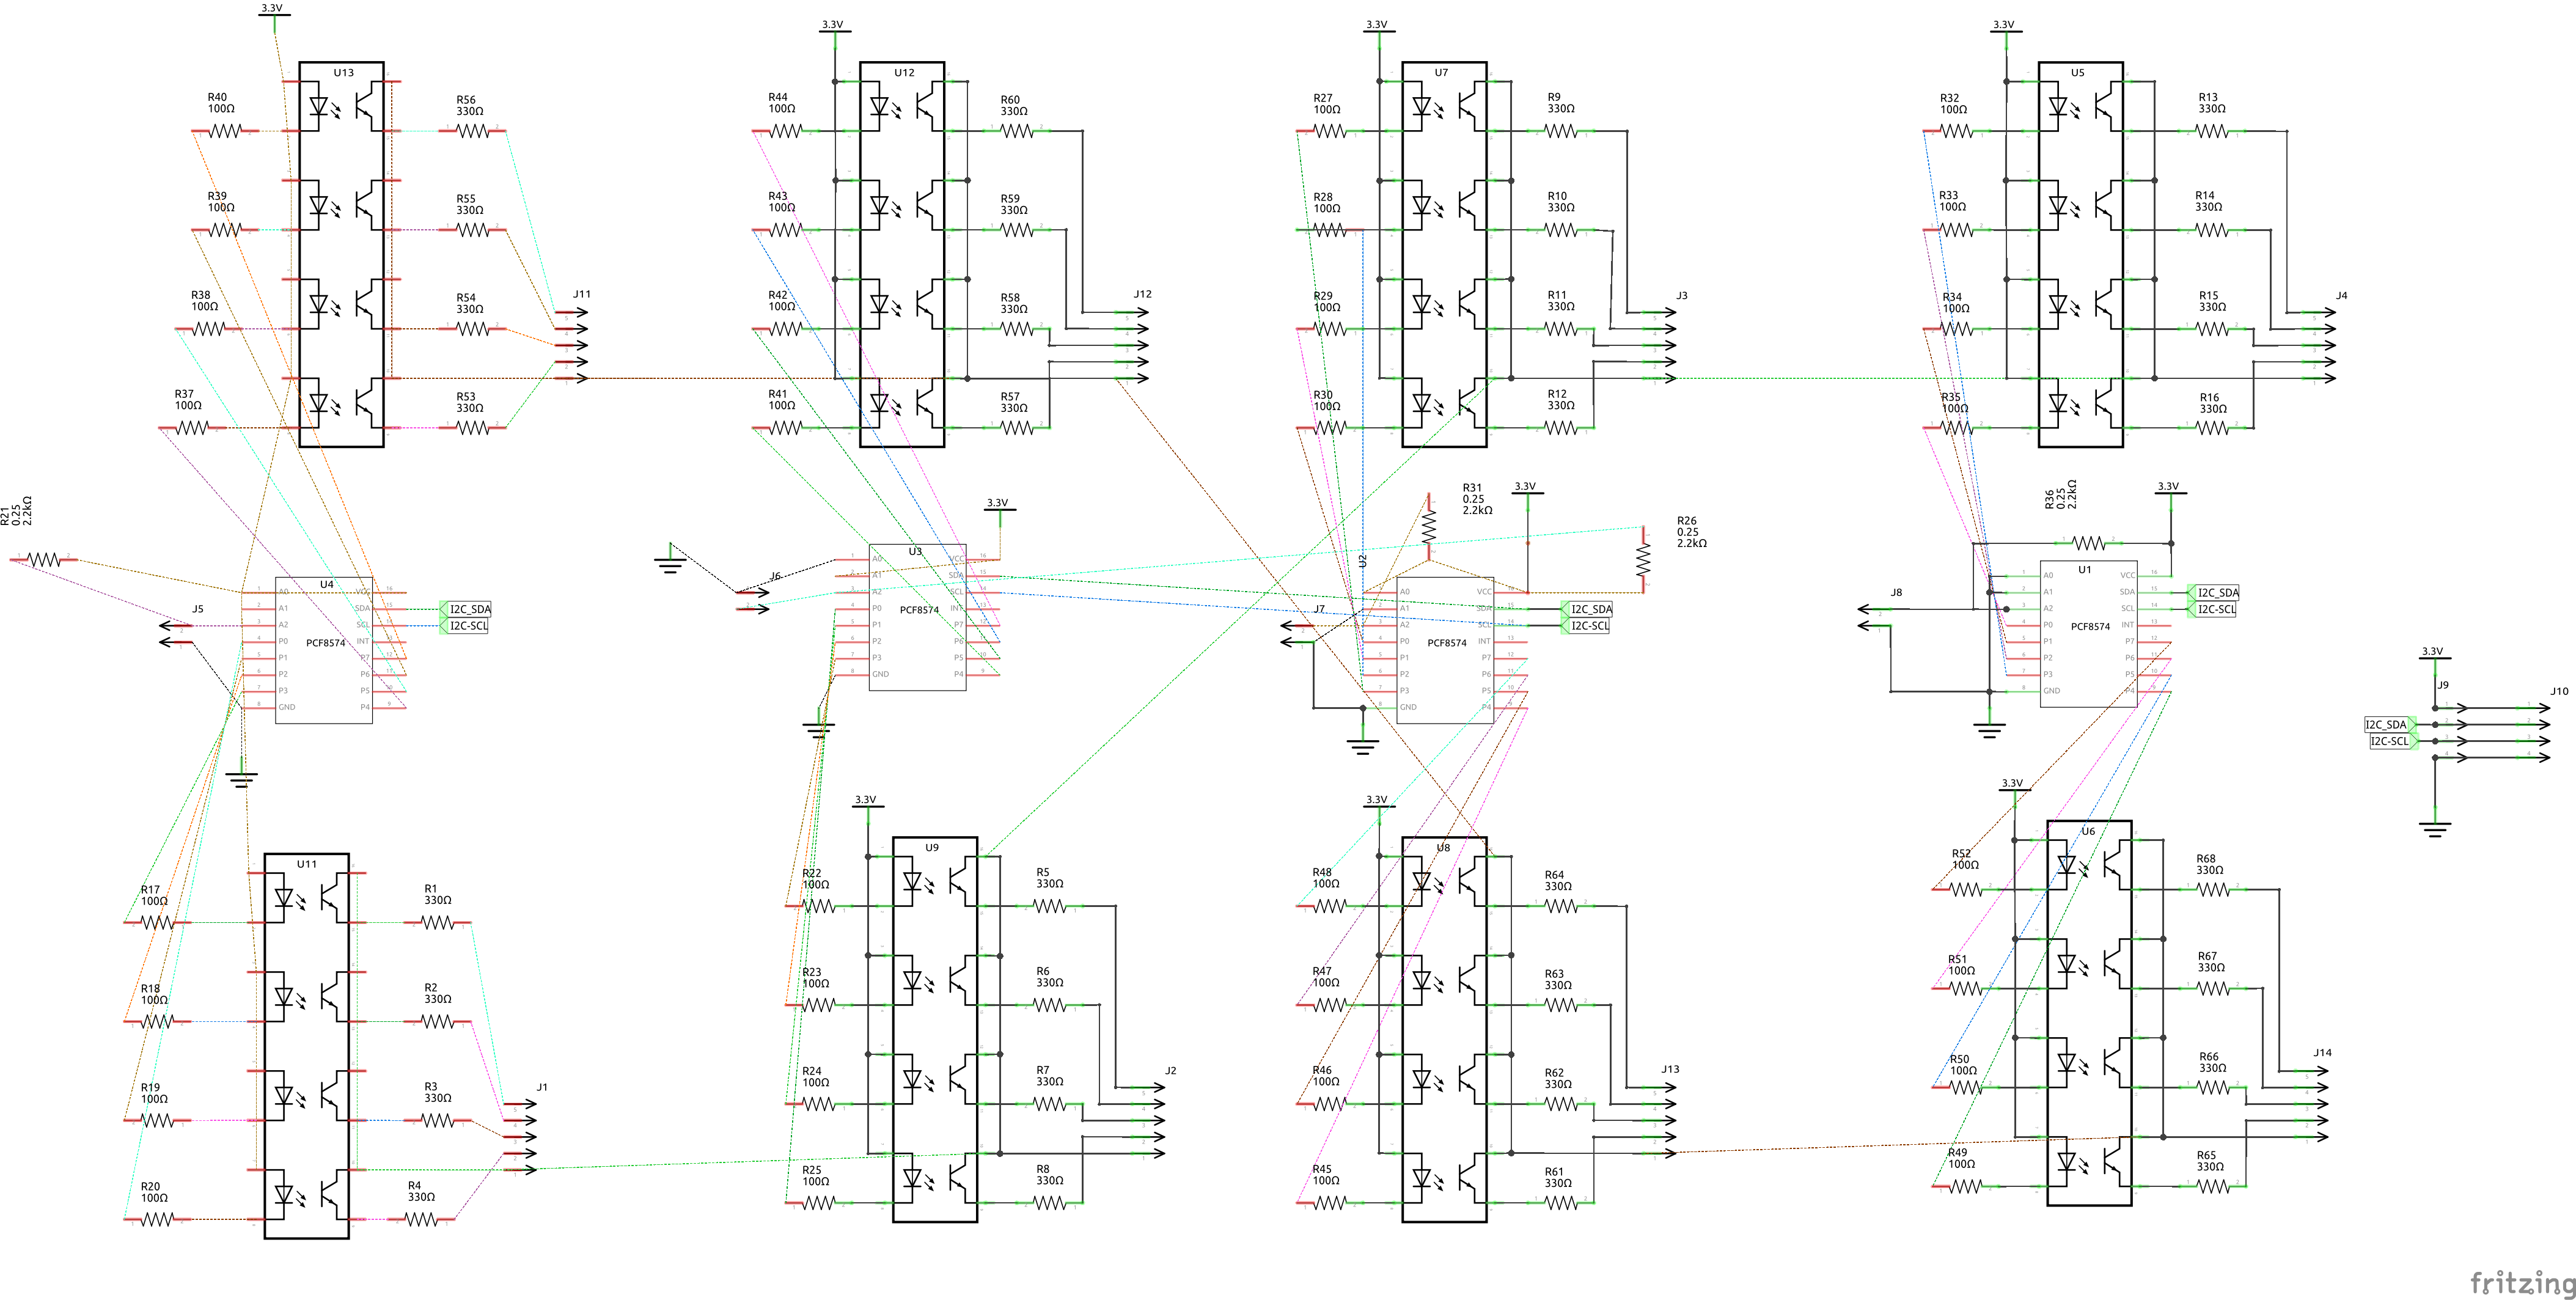 3.3V
U13
R40
100Ω
R39
100Ω
R38
100Ω
R37
100Ω
R56
330Ω
R55
330Ω
R54
330Ω
R53
330Ω
J11
3.3V
U12
R44
100Ω
R43
100Ω
R42
100Ω
R41
100Ω
R60
330Ω
R59
330Ω
R58
330Ω
R57
330Ω
J12
3.3V
U7
R27
100Ω
R28
100Ω
R29
100Ω
R30
100Ω
R9
330Ω
R10
330Ω
R11
330Ω
R12
330Ω
J3
3.3V
U5
R32
100Ω
R33
100Ω
R34
100Ω
R35
100Ω
R13
330Ω
R14
330Ω
R15
330Ω
R16
330Ω
J4
R21
0.25
2.2kΩ
J5
U4
PCF8574
A0
A1
A2
P0
P1
P2
P3
GND
VCC
SDA
SCL
INT
P7
P6
P5
P4
I2C_SDA
I2C-SCL
J6
3.3V
U3
PCF8574
A0
A1
A2
P0
P1
P2
P3
GND
VCC
SDA
SCL
INT
P7
P6
P5
P4
R31
0.25
2.2kΩ
3.3V
R26
0.25
2.2kΩ
J7
U2
PCF8574
A0
A1
A2
P0
P1
P2
P3
GND
VCC
SDA
SCL
INT
P7
P6
P5
P4
I2C_SDA
I2C-SCL
R36
0.25
2.2kΩ
3.3V
J8
U1
PCF8574
A0
A1
A2
P0
P1
P2
P3
GND
VCC
SDA
SCL
INT
P7
P6
P5
P4
I2C_SDA
I2C-SCL
3.3V
J9
J10
I2C_SDA
I2C-SCL
U11
R17
100Ω
R18
100Ω
R19
100Ω
R20
100Ω
R1
330Ω
R2
330Ω
R3
330Ω
R4
330Ω
J1
3.3V
U9
R22
100Ω
R23
100Ω
R24
100Ω
R25
100Ω
R5
330Ω
R6
330Ω
R7
330Ω
R8
330Ω
J2
3.3V
U8
R48
100Ω
R47
100Ω
R46
100Ω
R45
100Ω
R64
330Ω
R63
330Ω
R62
330Ω
R61
330Ω
J13
3.3V
U6
R52
100Ω
R51
100Ω
R50
100Ω
R49
100Ω
R68
330Ω
R67
330Ω
R66
330Ω
R65
330Ω
J14
fritzing